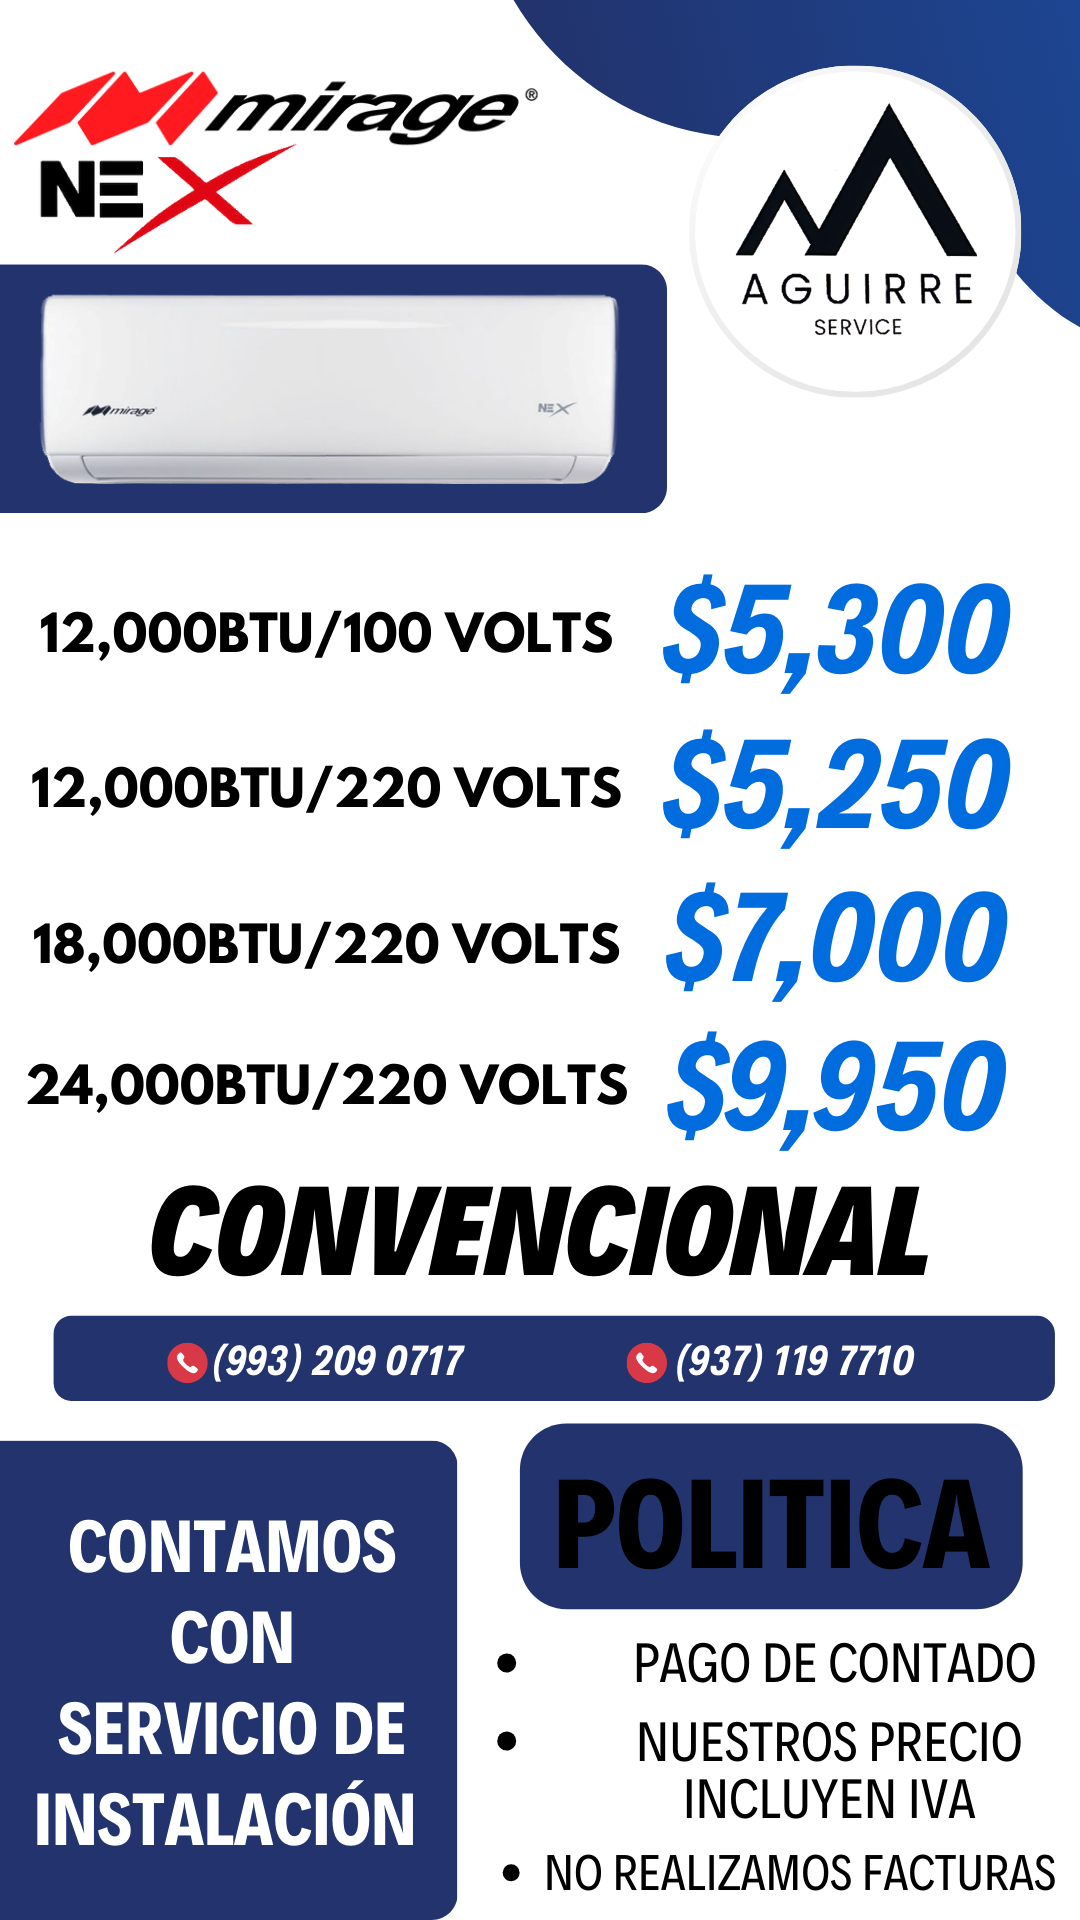 mirage®
NEX
AGUIRRE
SERVICE
mirage
NEX
12,000BTU/100 VOLTS $5,300
12,000BTU/220 VOLTS $5,250
18,000BTU/220 VOLTS $7,000
24,000BTU/220 VOLTS $9,950
CONVENCIONAL
(993) 209 0717 (937) 119 7710
CONTAMOS
CON
SERVICIO DE
INSTALACIÓN
POLITICA
• PAGO DE CONTADO
• NUESTROS PRECIO
INCLUYEN IVA
• NO REALIZAMOS FACTURAS